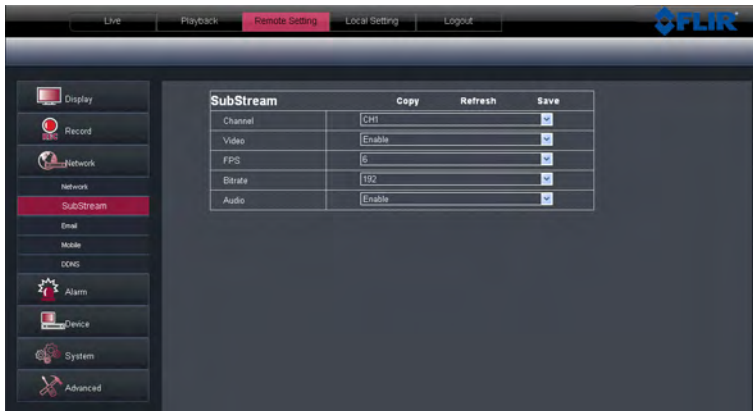 Live Playback Remote Setting Local Setting Logout
FLIR
Display
Record
Network
Network
SubStream
Email
Mobile
DDNS
Alarm
Device
System
Advanced
SubStream Copy Refresh Save
Channel CH1
Video Enable
FPS 6
Bitrate 192
Audio Enable